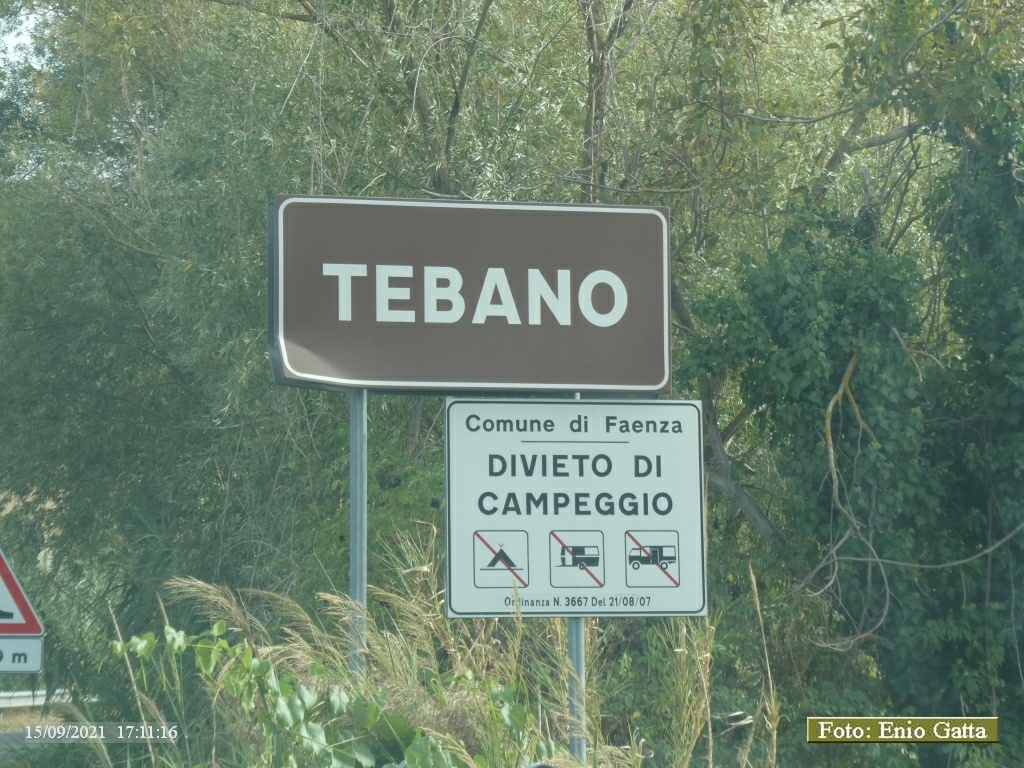 TEBANO
Comune di Faenza
DIVIETO DI
CAMPEGGIO
Ordinanza N. 3667 Del 21/08/07
m
15/09/2021 17:11:16
Foto: Enio Gatta